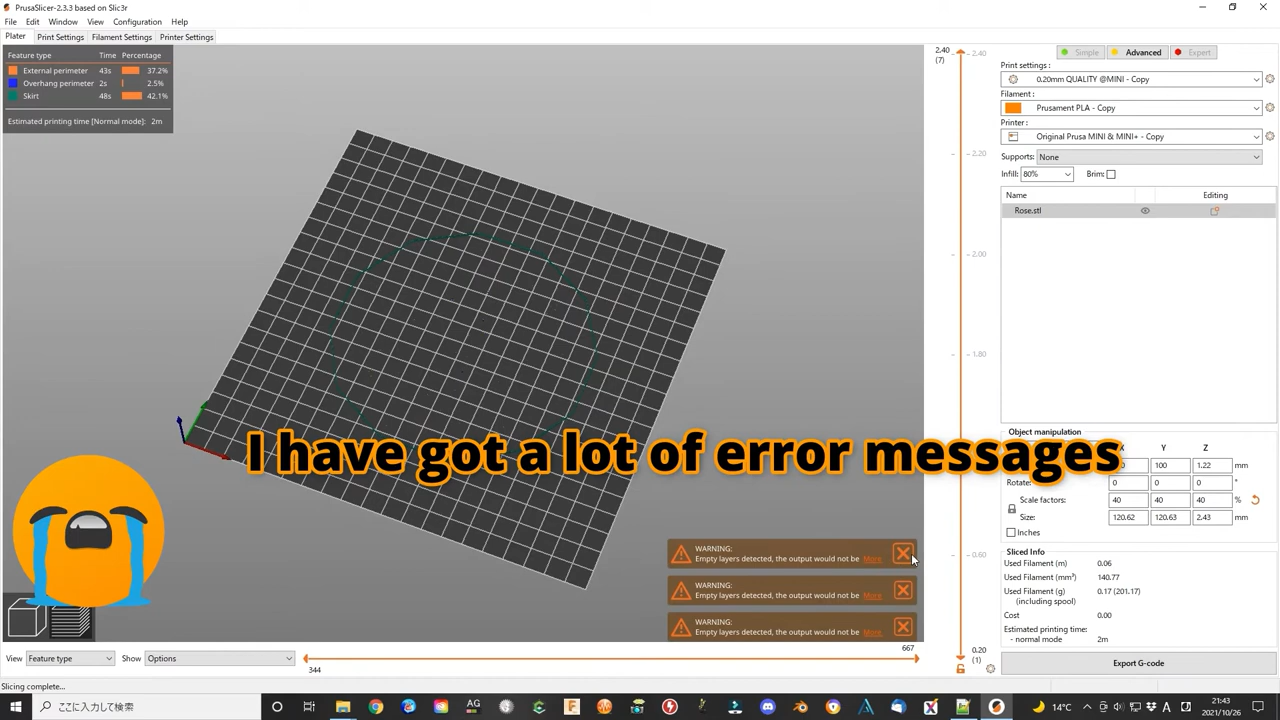 PrusaSlicer-2.3.3 based on Slic3r
File Edit Window View Configuration Help
Plater Print Settings Filament Settings Printer Settings
Feature type Time Percentage
External perimeter 43s 37.2%
Overhang perimeter 2s 2.5%
Skirt 48s 42.1%
Estimated printing time [Normal mode]: 2m
2.40
(7)
2.40
2.20
2.00
1.80
0.60
0.20
(1)
Simple Advanced Expert
Print settings :
0.20mm QUALITY @MINI - Copy
Filament :
Prusament PLA - Copy
Printer :
Original Prusa MINI & MINI+ - Copy
Supports: None
Infill: 80% Brim:
Name Editing
Rose.stl
I have got a lot of error messages
Object manipulation
X Y Z
100 1.22 mm
Rotate: 0 0 0 °
Scale factors: 40 40 40 %
Size: 120.62 120.63 2.43 mm
Inches
Sliced Info
Used Filament (m) 0.06
Used Filament (mm³) 140.77
Used Filament (g) 0.17 (201.17)
(including spool)
Cost 0.00
Estimated printing time:
- normal mode 2m
Export G-code
WARNING:
Empty layers detected, the output would not be More
WARNING:
Empty layers detected, the output would not be More
WARNING:
Empty layers detected, the output would not be More
View Feature type Show Options
344
667
Slicing complete...
ここに入力して検索
14°C
21:43
2021/10/26